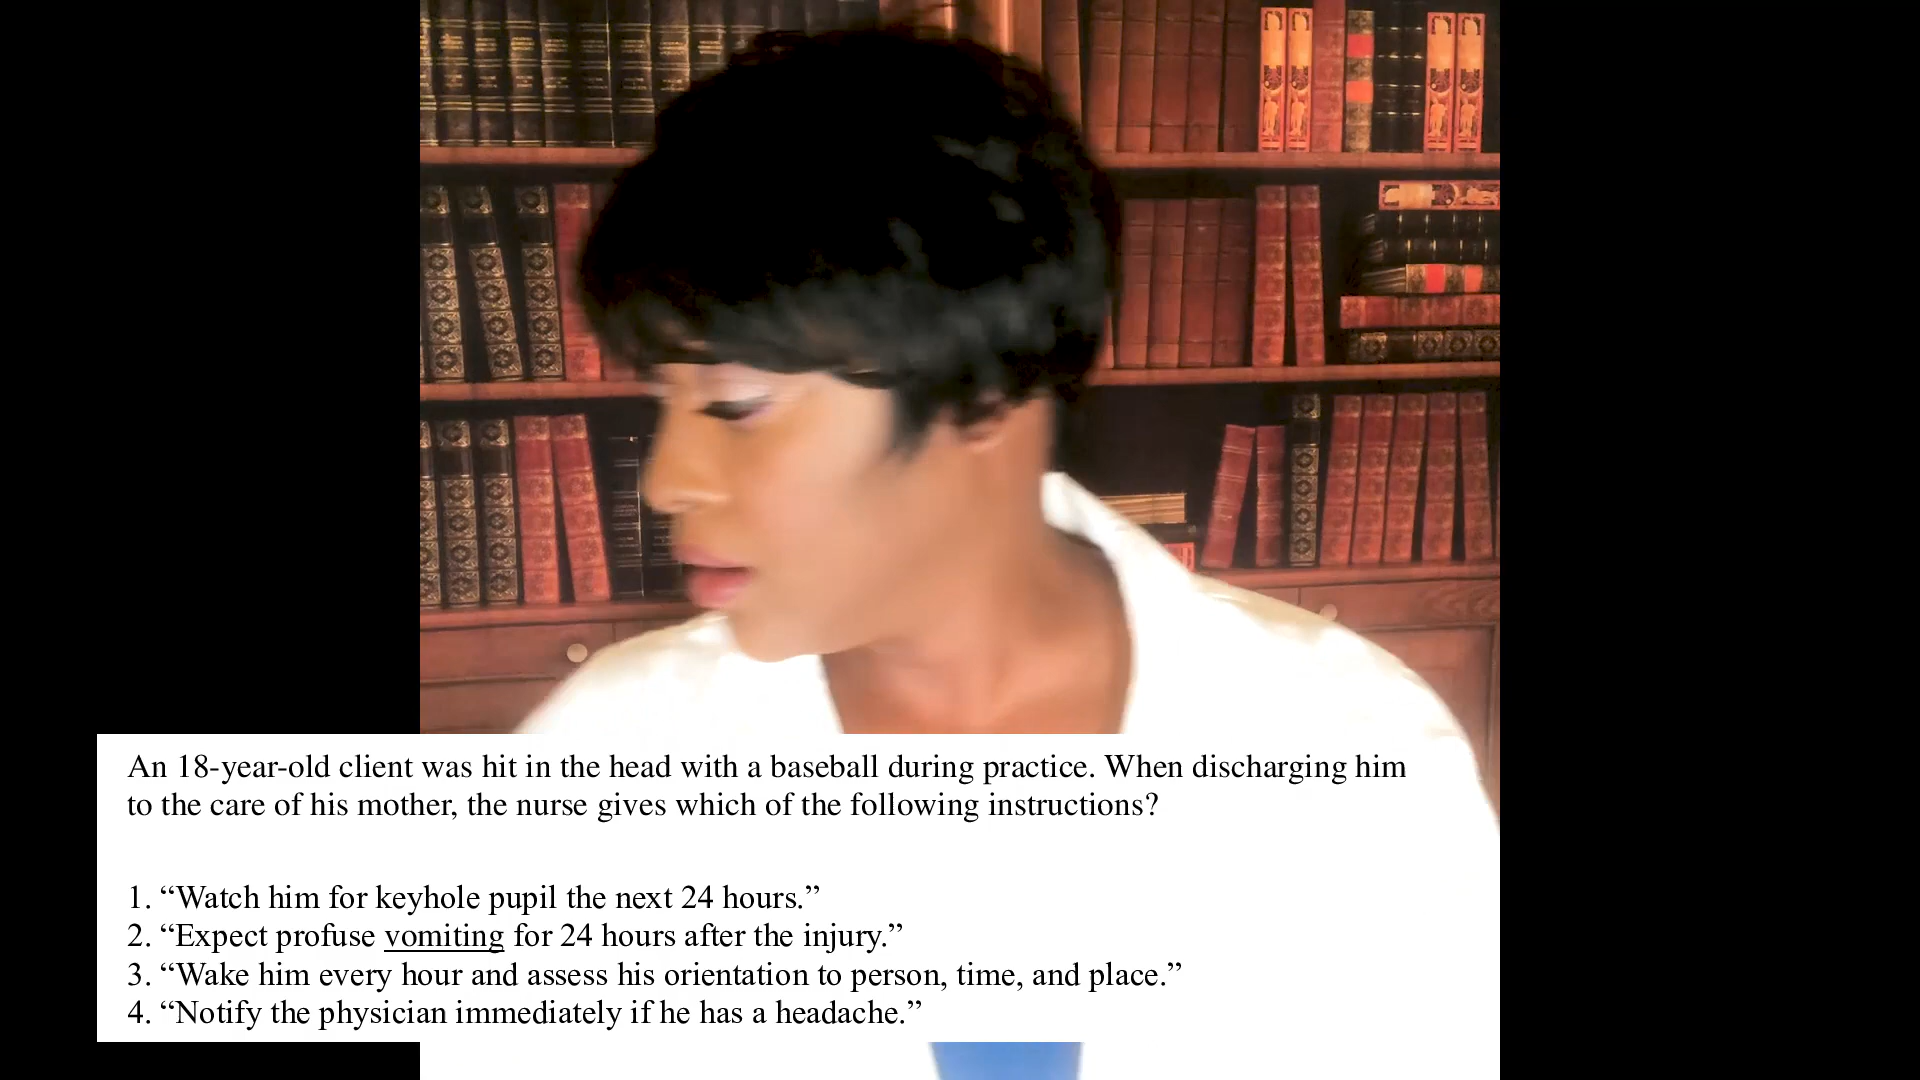 An 18-year-old client was hit in the head with a baseball during practice. When discharging him
to the care of his mother, the nurse gives which of the following instructions?
1. “Watch him for keyhole pupil the next 24 hours.”
2. “Expect profuse vomiting for 24 hours after the injury.”
3. “Wake him every hour and assess his orientation to person, time, and place.”
4. “Notify the physician immediately if he has a headache.”